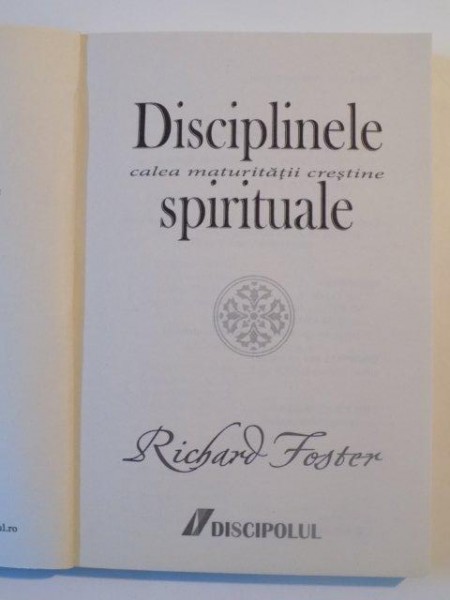 Disciplinele
calea maturității creștine
spirituale
Richard Foster
DISCIPOLUL